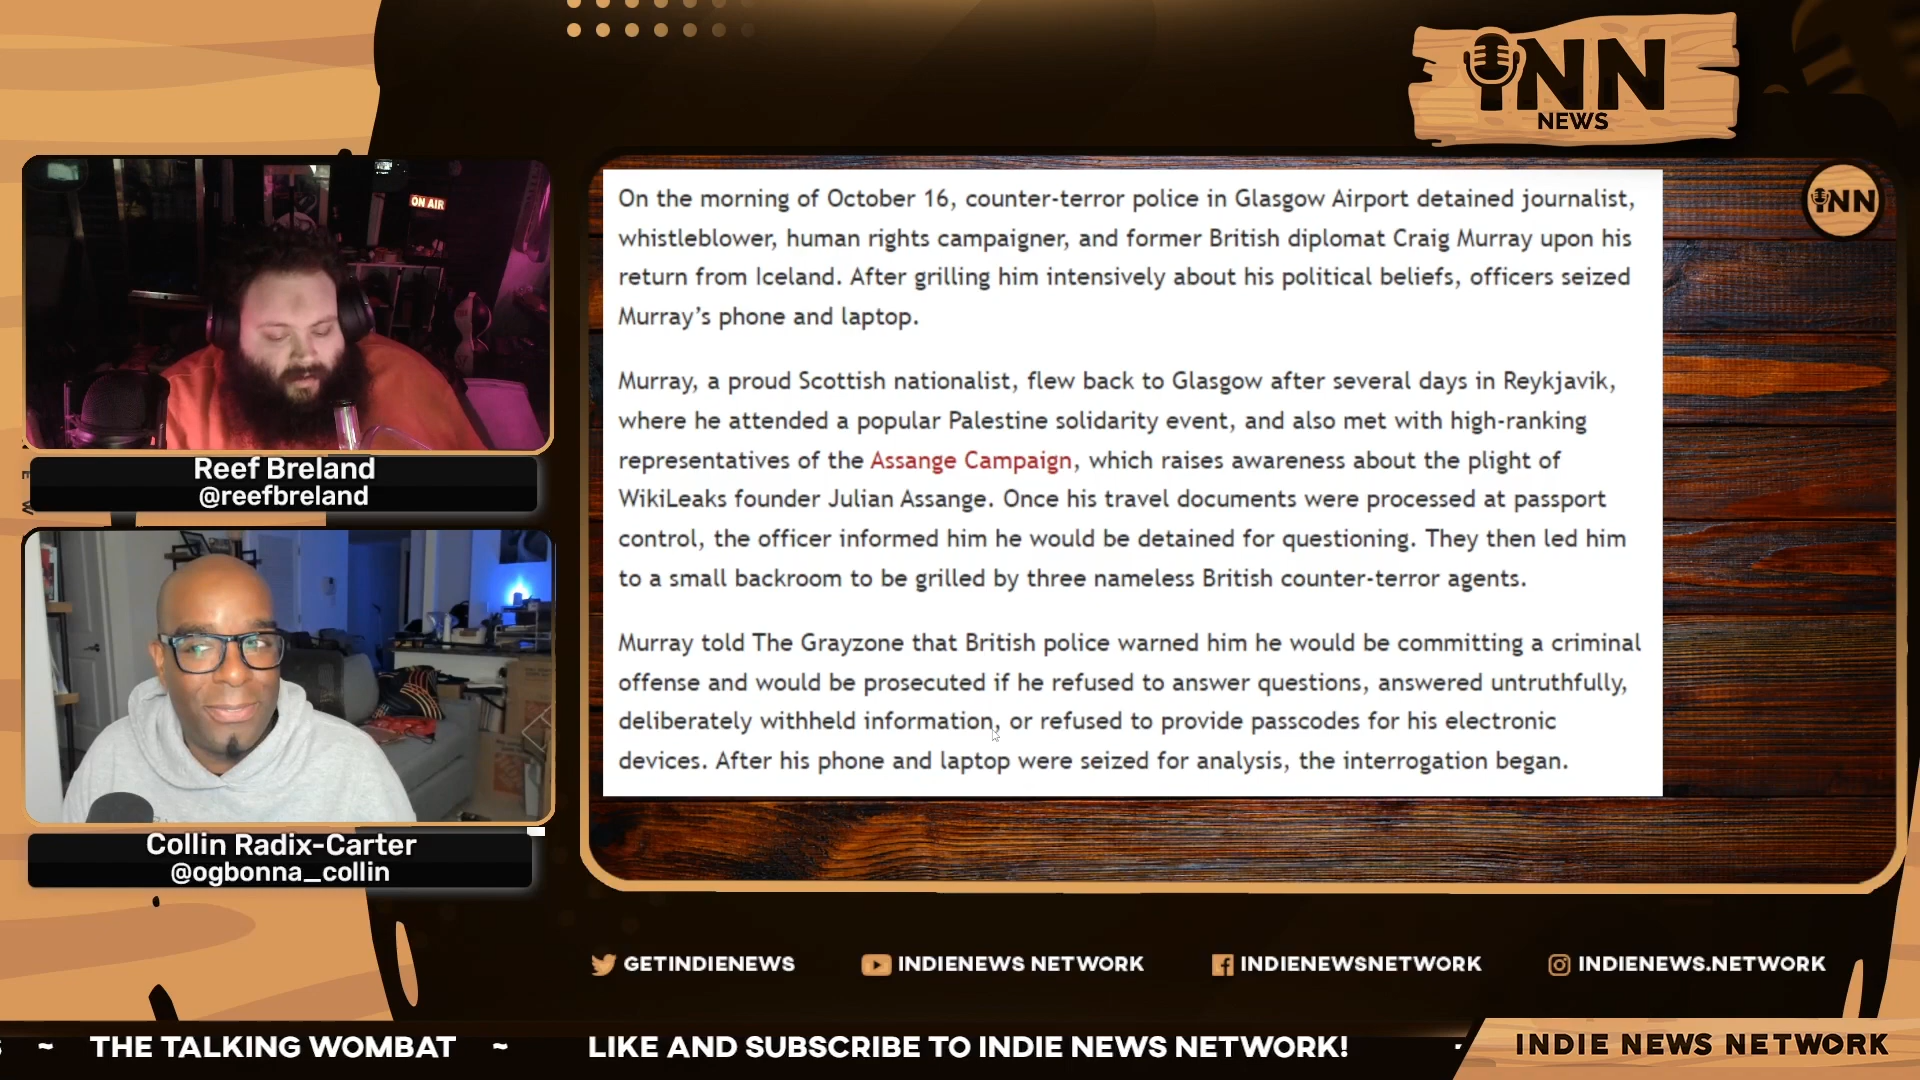 iNN
NEWS
ON AIR
iNN
On the morning of October 16, counter-terror police in Glasgow Airport detained journalist,
whistleblower, human rights campaigner, and former British diplomat Craig Murray upon his
return from Iceland. After grilling him intensively about his political beliefs, officers seized
Murray’s phone and laptop.
Murray, a proud Scottish nationalist, flew back to Glasgow after several days in Reykjavik,
where he attended a popular Palestine solidarity event, and also met with high-ranking
representatives of the Assange Campaign, which raises awareness about the plight of
WikiLeaks founder Julian Assange. Once his travel documents were processed at passport
control, the officer informed him he would be detained for questioning. They then led him
to a small backroom to be grilled by three nameless British counter-terror agents.
Murray told The Grayzone that British police warned him he would be committing a criminal
offense and would be prosecuted if he refused to answer questions, answered untruthfully,
deliberately withheld information, or refused to provide passcodes for his electronic
devices. After his phone and laptop were seized for analysis, the interrogation began.
Reef Breland
@reefbreland
Collin Radix-Carter
@ogbonna_collin
GETINDIENEWS
INDIENEWS NETWORK
INDIENEWSNETWORK
INDIENEWS.NETWORK
~ THE TALKING WOMBAT ~ LIKE AND SUBSCRIBE TO INDIE NEWS NETWORK!
INDIE NEWS NETWORK